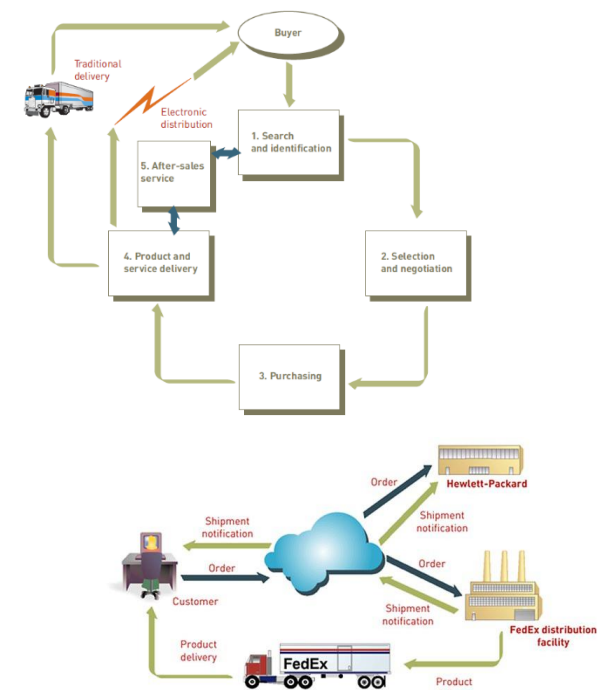 Buyer
Traditional
delivery
Electronic
distribution
1. Search
and identification
5. After-sales
service
4. Product and
service delivery
2. Selection
and negotiation
3. Purchasing
Order
Hewlett-Packard
Shipment
notification
Shipment
notification
Order
Order
Customer
Shipment
notification
FedEx distribution
facility
Product
delivery
FedEx
Product